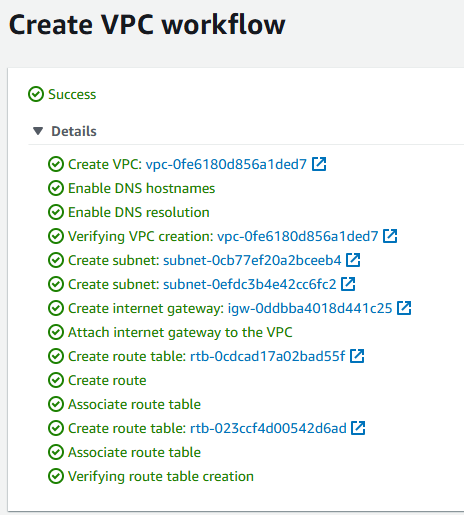 Create VPC workflow
Success
Details
Create VPC: vpc-0fe6180d856a1ded7
Enable DNS hostnames
Enable DNS resolution
Verifying VPC creation: vpc-0fe6180d856a1ded7
Create subnet: subnet-0cb77ef20a2bceeb4
Create subnet: subnet-0efdc3b4e42cc6fc2
Create internet gateway: igw-0ddbba4018d441c25
Attach internet gateway to the VPC
Create route table: rtb-0cdcad17a02bad55f
Create route
Associate route table
Create route table: rtb-023ccf4d00542d6ad
Associate route table
Verifying route table creation